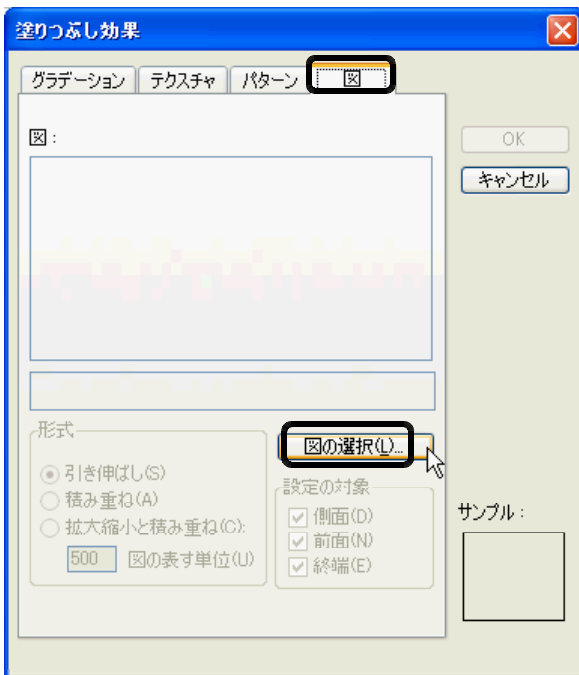 塗りつぶし効果
グラデーション テクスチャ パターン 図
図：
OK
キャンセル
形式
引き伸ばし(S)
積み重ね(A)
拡大縮小と積み重ね(C):
500 図の表す単位(U)
図の選択(L)...
設定の対象
側面(D)
前面(N)
終端(E)
サンプル：